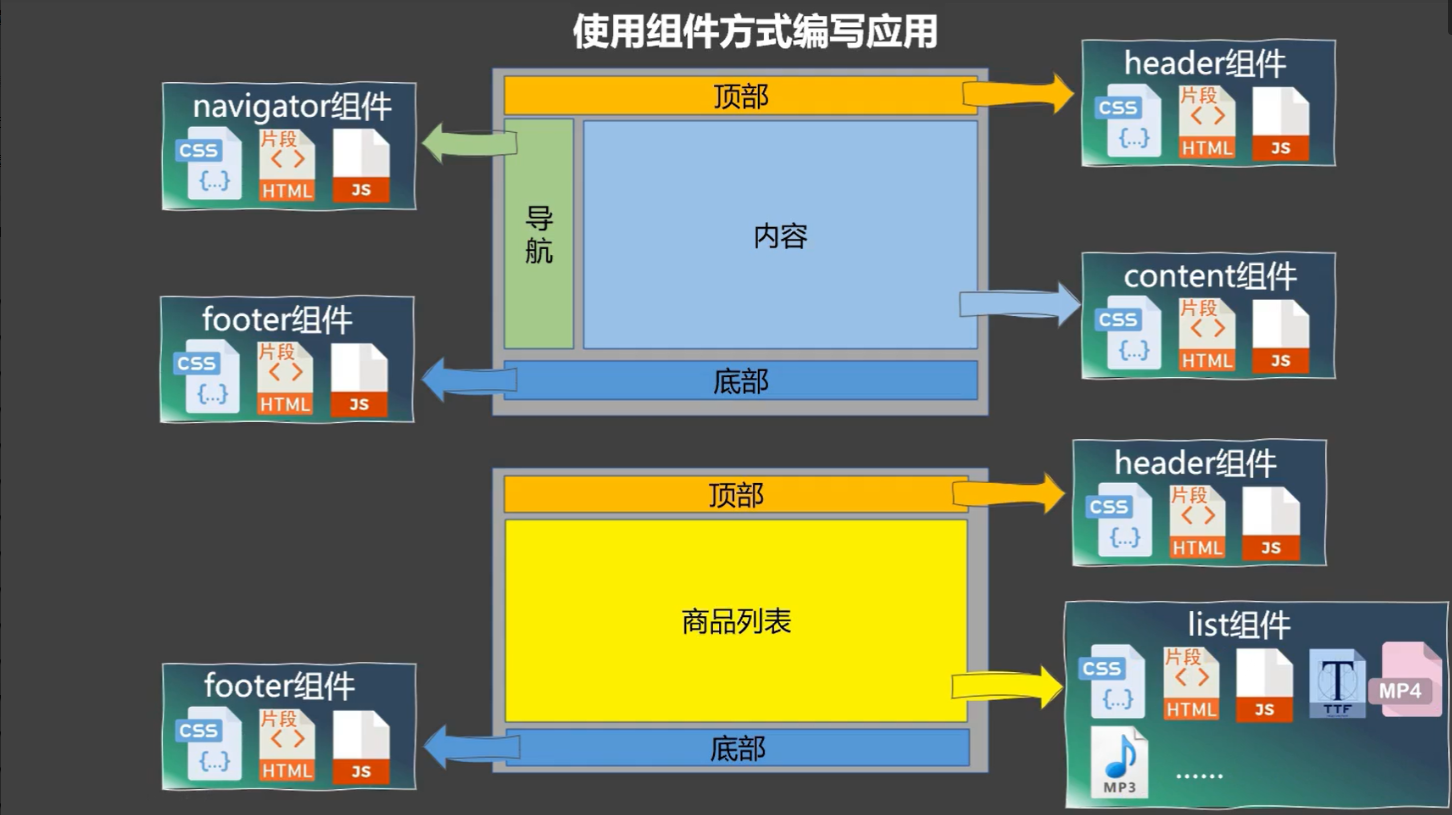 使用组件方式编写应用
navigator组件
CSS
{...}
片段
< >
HTML
JS
顶部
header组件
CSS
{...}
片段
< >
HTML
JS
导
航
内容
footer组件
CSS
{...}
片段
< >
HTML
JS
content组件
CSS
{...}
片段
< >
HTML
JS
底部
顶部
header组件
CSS
{...}
片段
< >
HTML
JS
商品列表
list组件
CSS
{...}
片段
< >
HTML
JS
T
TTF
MP4
MP3
......
footer组件
CSS
{...}
片段
< >
HTML
JS
底部